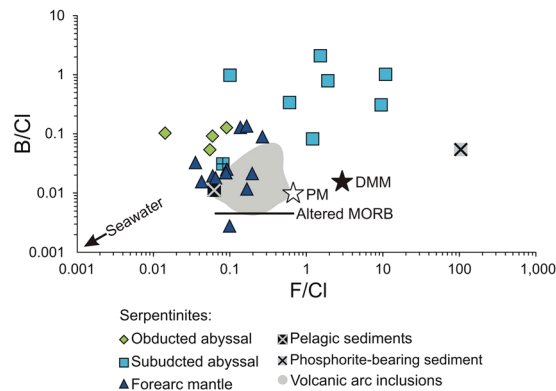 10
1
0.1
0.01
0.001
B/Cl
0.001
0.01
0.1
1
10
100
1,000
F/Cl
PM
DMM
Altered MORB
Seawater
Serpentinites:
Obducted abyssal
Subudcted abyssal
Forearc mantle
Pelagic sediments
Phosphorite-bearing sediment
Volcanic arc inclusions